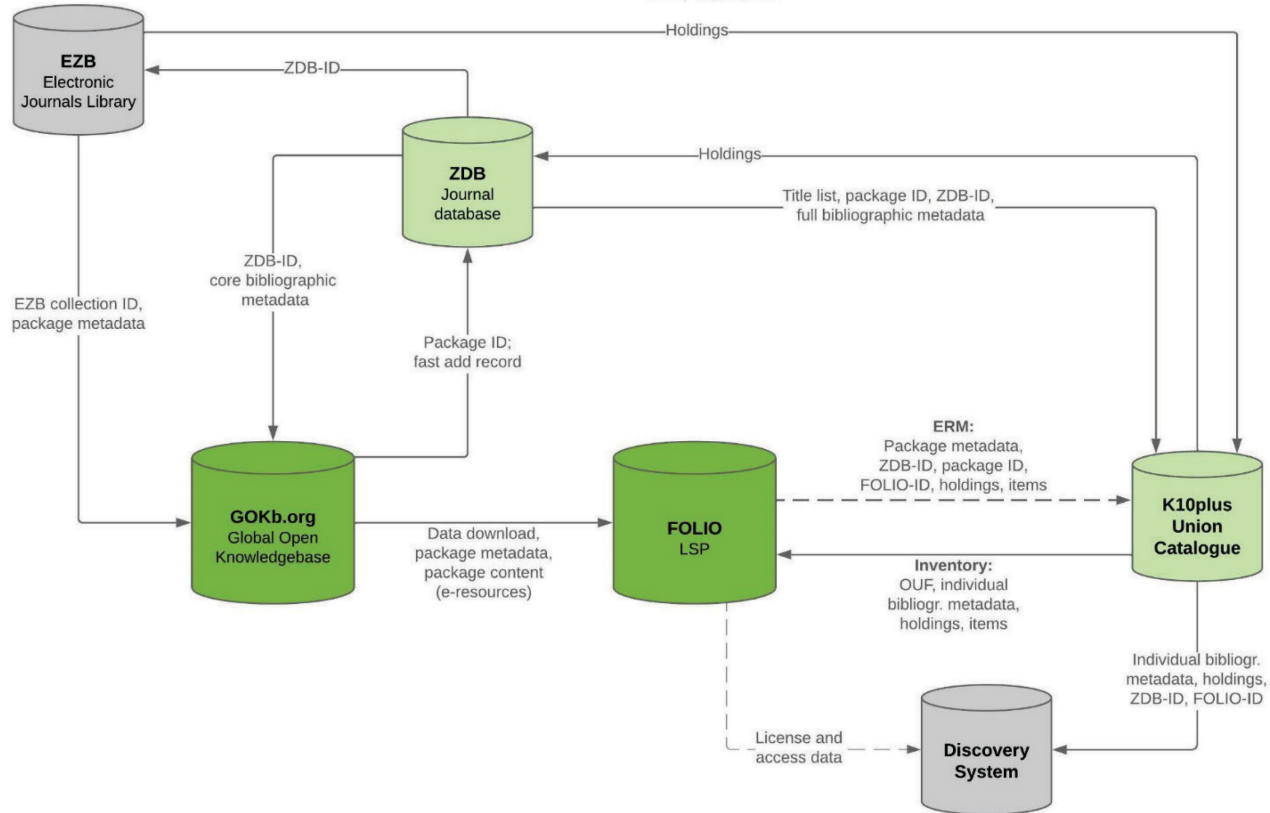 Holdings
EZB
Electronic
Journals Library
ZDB-ID
ZDB
Journal
database
Holdings
Title list, package ID, ZDB-ID,
full bibliographic metadata
ZDB-ID,
core bibliographic
metadata
EZB collection ID,
package metadata
Package ID;
fast add record
ERM:
Package metadata,
ZDB-ID, package ID,
FOLIO-ID, holdings, items
GOKb.org
Global Open
Knowledgebase
Data download,
package metadata,
package content
(e-resources)
FOLIO
LSP
K10plus
Union
Catalogue
Inventory:
OUF, individual
bibliogr. metadata,
holdings, items
Individual bibliogr.
metadata, holdings,
ZDB-ID, FOLIO-ID
License and
access data
Discovery
System